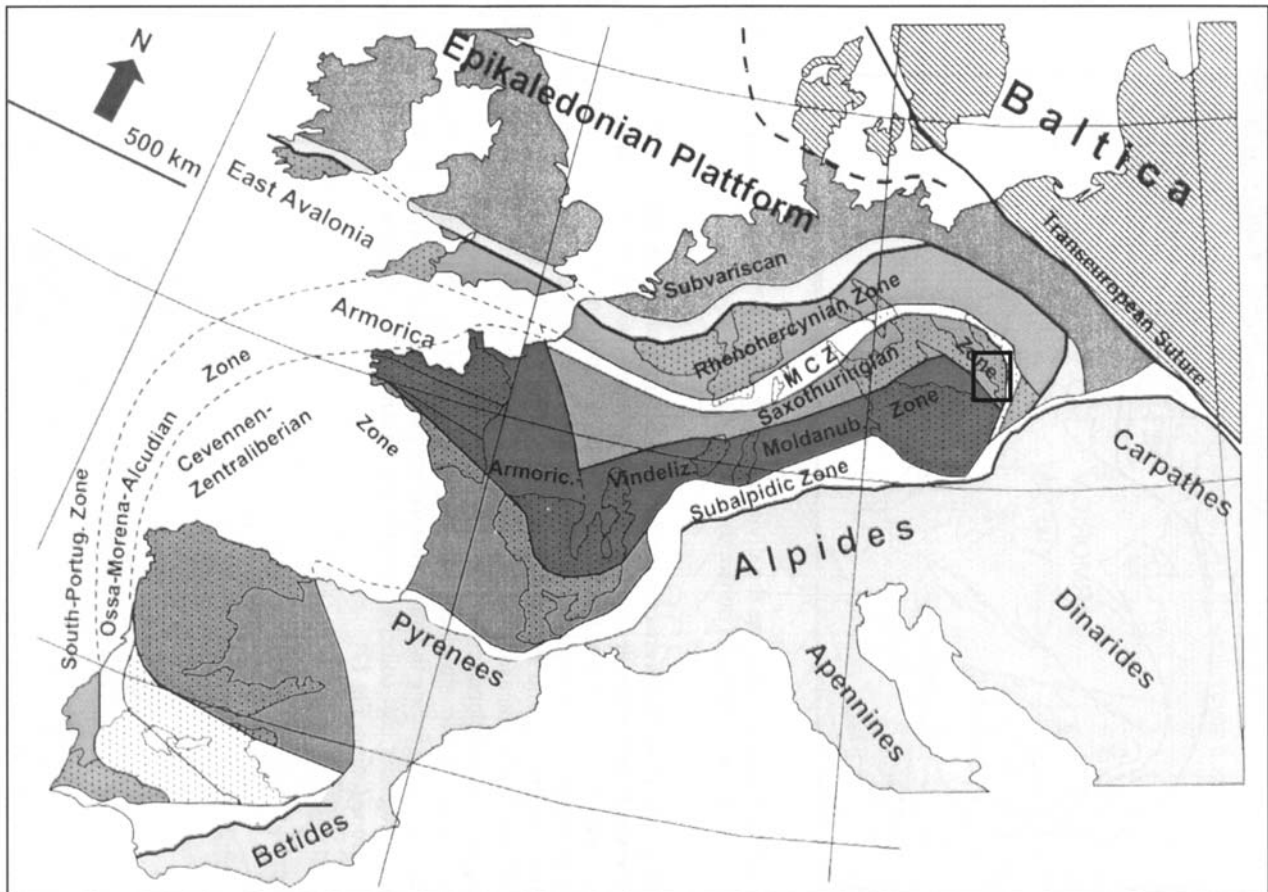 N
500 km
Epikaledonian Plattform
Baltica
Transeuropean Suture
East Avalonia
Subvariscan
Armorica
Rhenohercynian Zone
MCZ
Saxothuringian
Zone
Zone
Ossa-Morena-Alcudian
South-Portug. Zone
Cevennen-
Zentraliberian
Zone
Armoric.-
Vindeliz.-
Moldanub.
Zone
Subalpidic Zone
Carpathes
Alpides
Pyrenees
Apennines
Dinarides
Betides